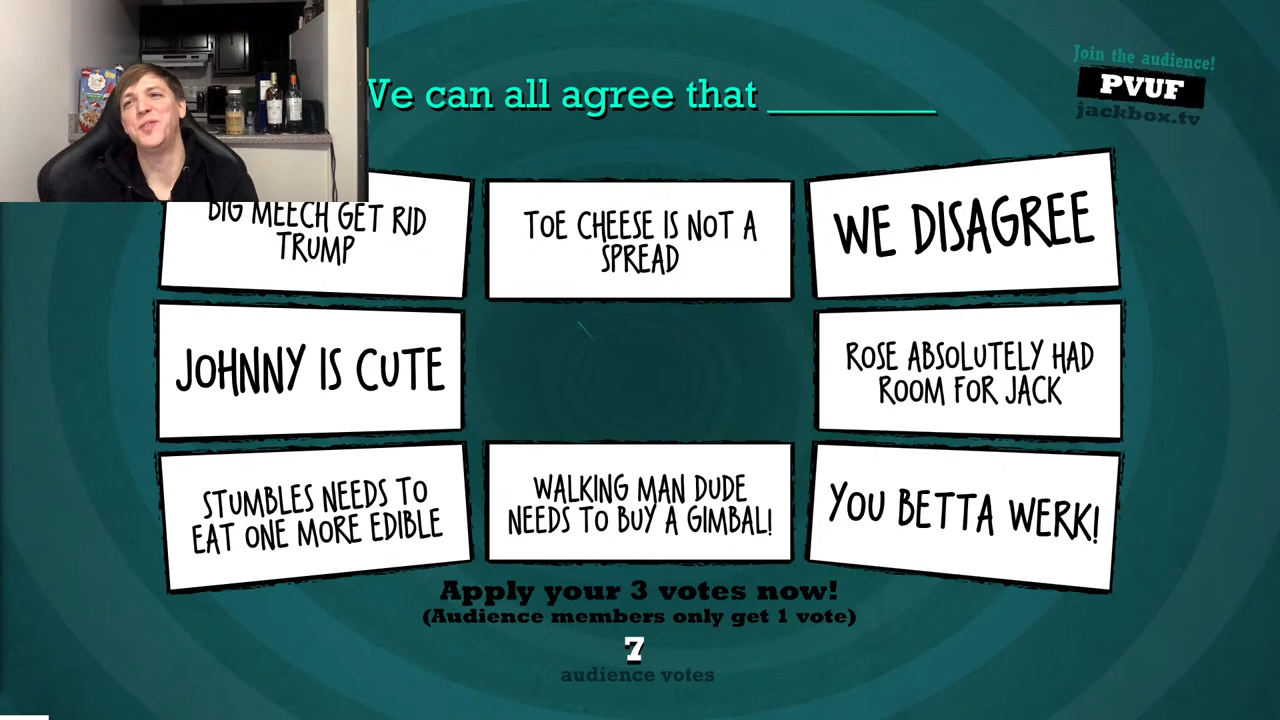 Join the audience!
PVUF
jackbox.tv
We can all agree that
BIG MEECH GET RID
TRUMP
TOE CHEESE IS NOT A
SPREAD
WE DISAGREE
JOHNNY IS CUTE
ROSE ABSOLUTELY HAD
ROOM FOR JACK
STUMBLES NEEDS TO
EAT ONE MORE EDIBLE
WALKING MAN DUDE
NEEDS TO BUY A GIMBAL!
YOU BETTA WERK!
Apply your 3 votes now!
(Audience members only get 1 vote)
7
audience votes